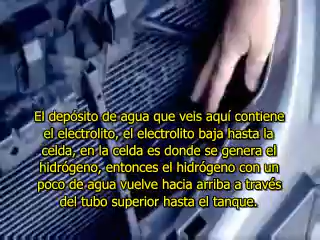 El depósito de agua que veis aquí contiene
el electrolito, el electrolito baja hasta la
celda, en la celda es donde se genera el
hidrógeno, entonces el hidrógeno con un
poco de agua vuelve hacia arriba a través
del tubo superior hasta el tanque.